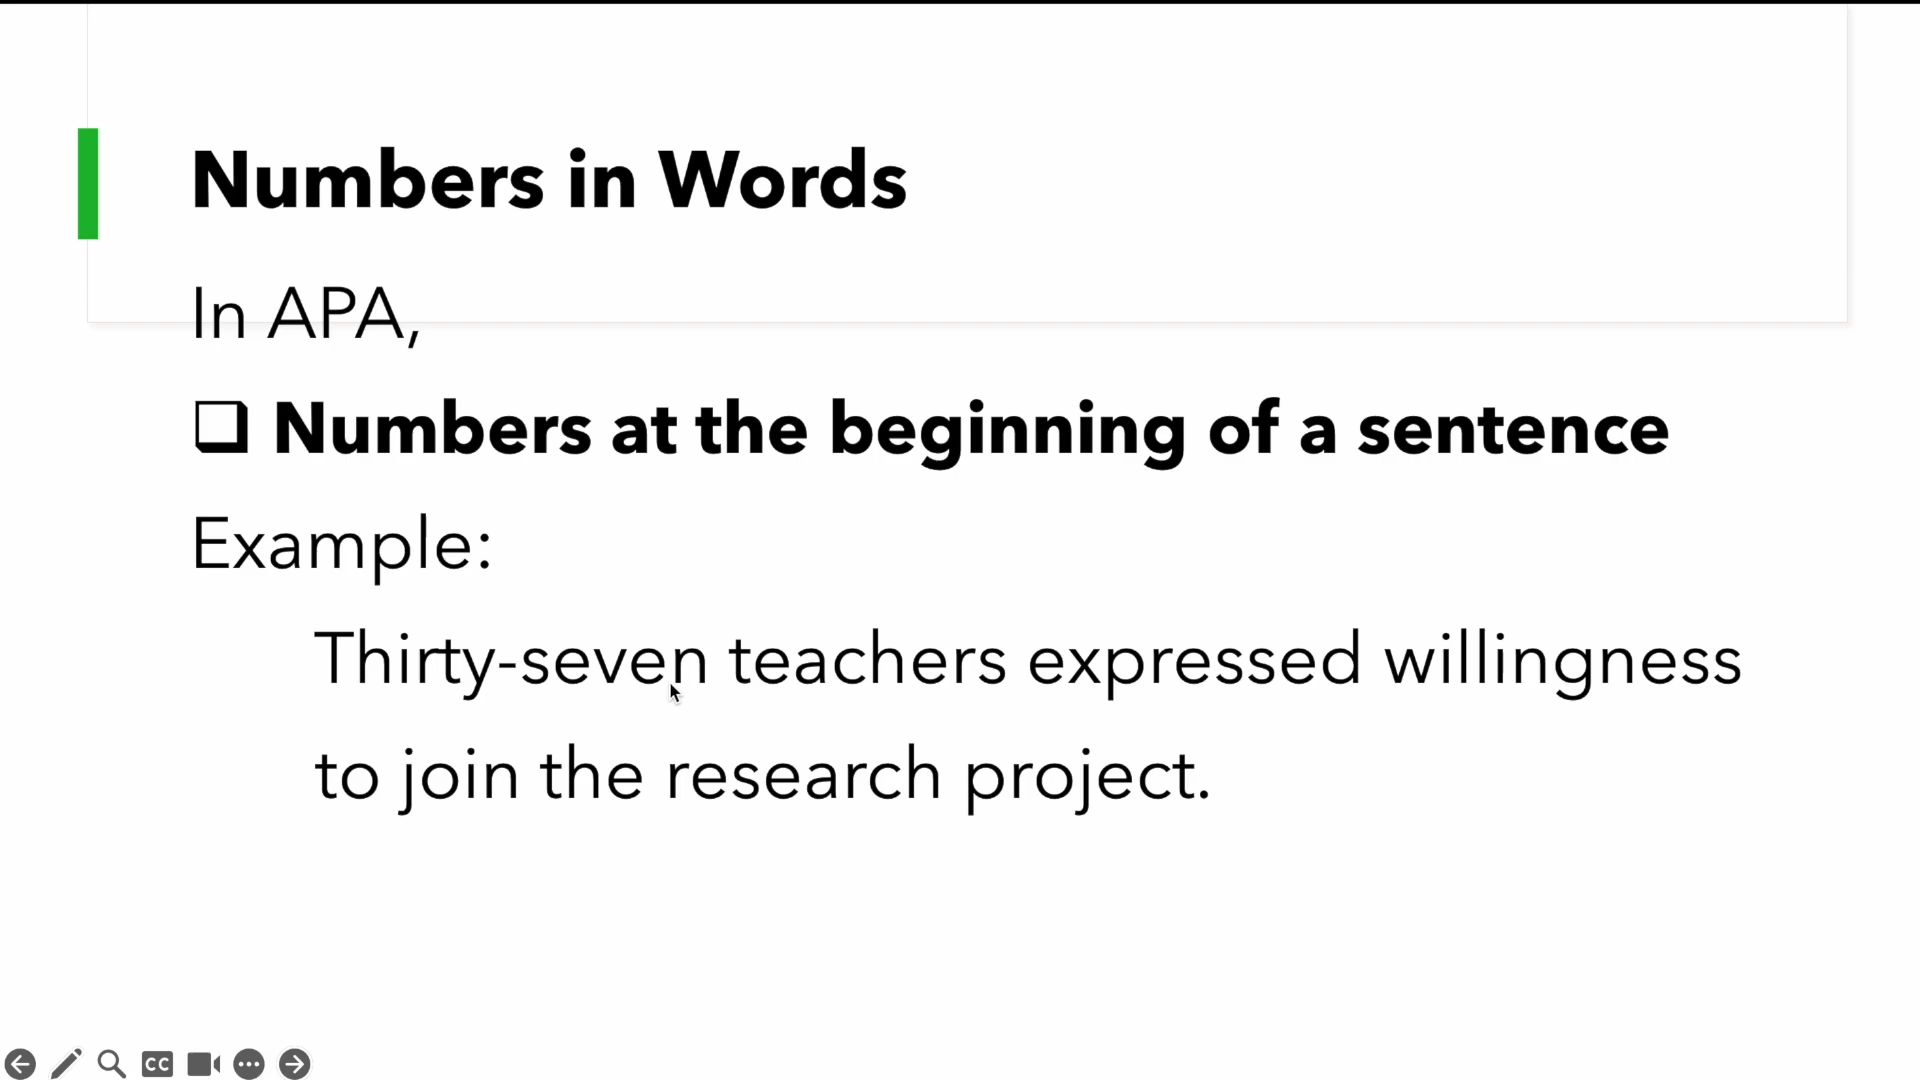 Numbers in Words
In APA,
❑ Numbers at the beginning of a sentence
Example:
Thirty-seven teachers expressed willingness
to join the research project.
CC